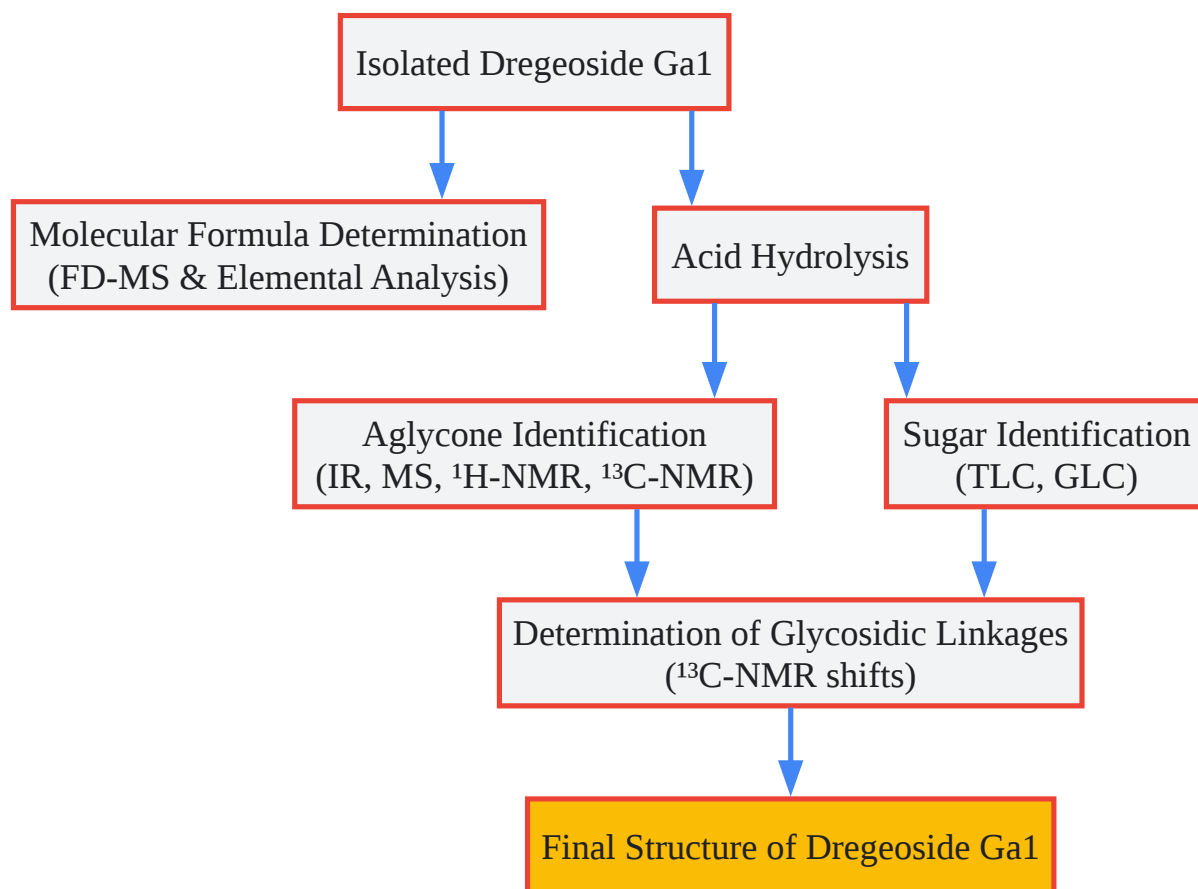 Isolated Dregeoside Ga1
Molecular Formula Determination
(FD-MS & Elemental Analysis)
Acid Hydrolysis
Aglycone Identification
(IR, MS, ¹H-NMR, ¹³C-NMR)
Sugar Identification
(TLC, GLC)
Determination of Glycosidic Linkages
(¹³C-NMR shifts)
Final Structure of Dregeoside Ga1